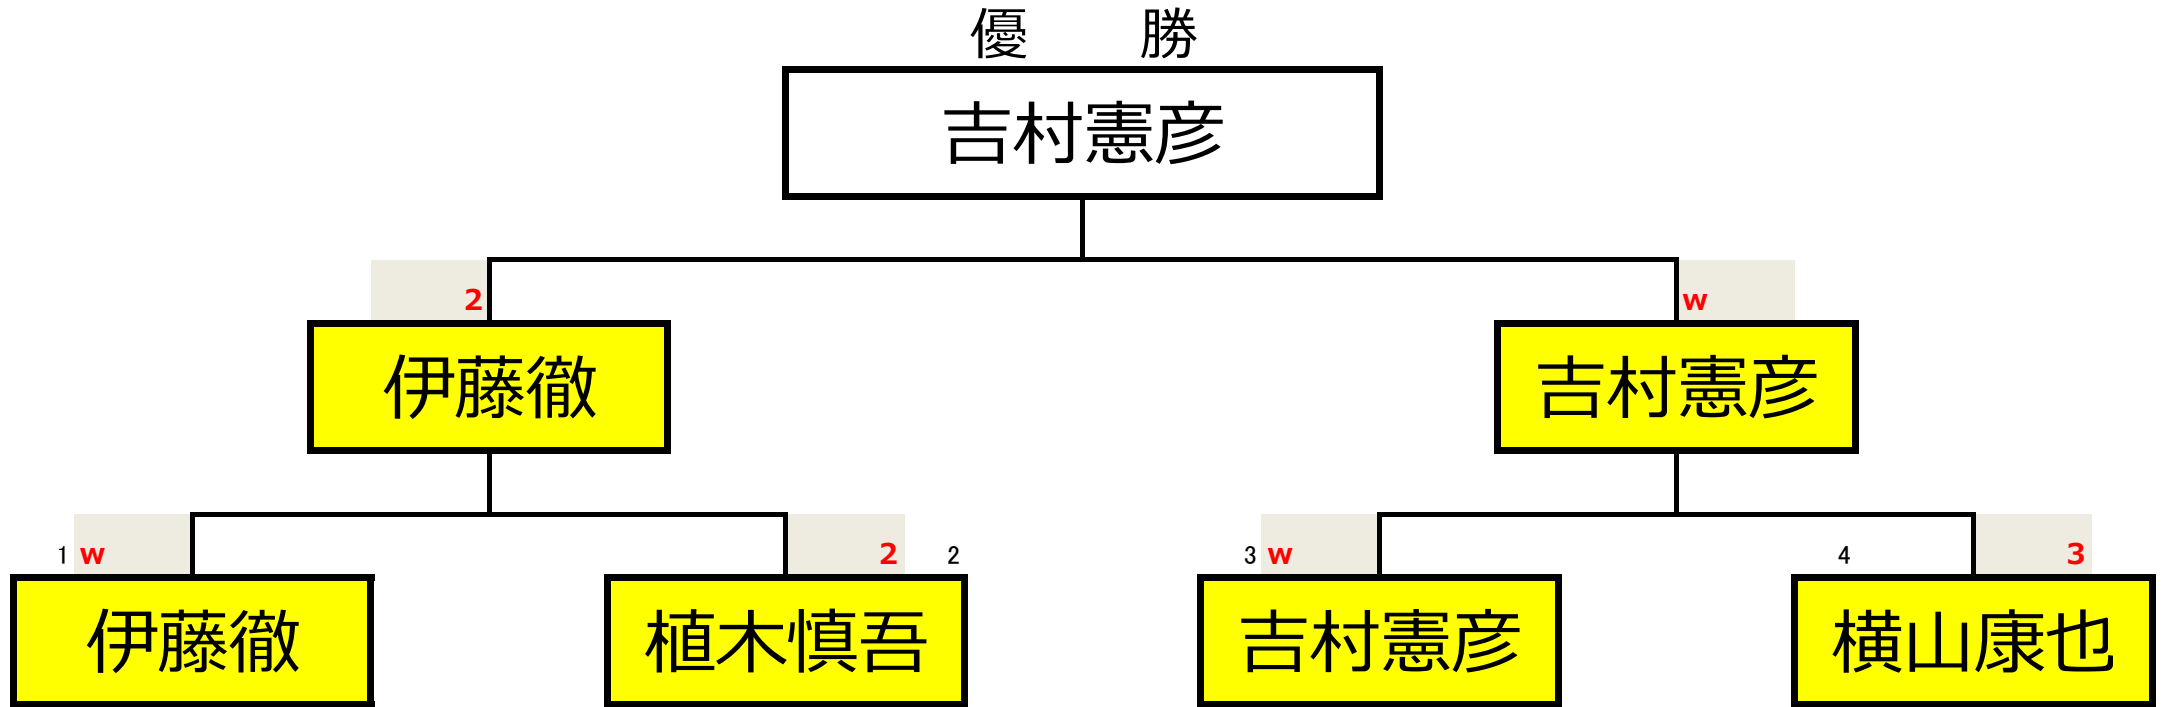 優　勝
吉村憲彦
2 w
伊藤徹 吉村憲彦
1 w 2 2 3 w 4 3
伊藤徹 植木慎吾 吉村憲彦 横山康也